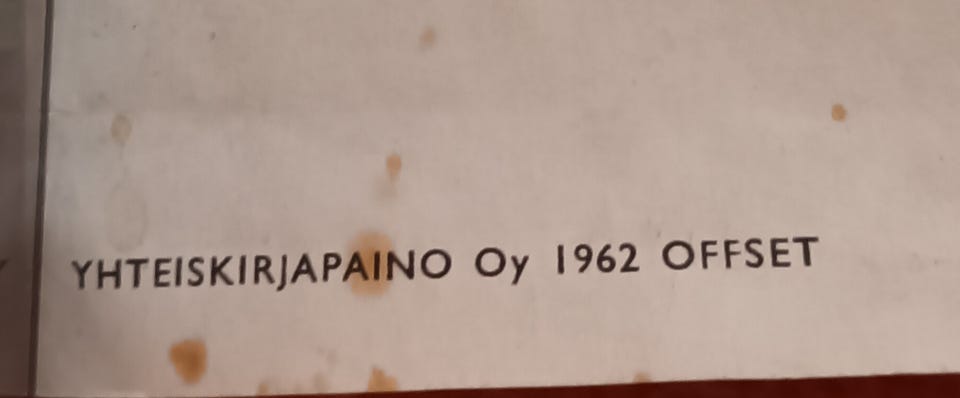 YHTEISKIRJAPAINO Oy 1962 OFFSET